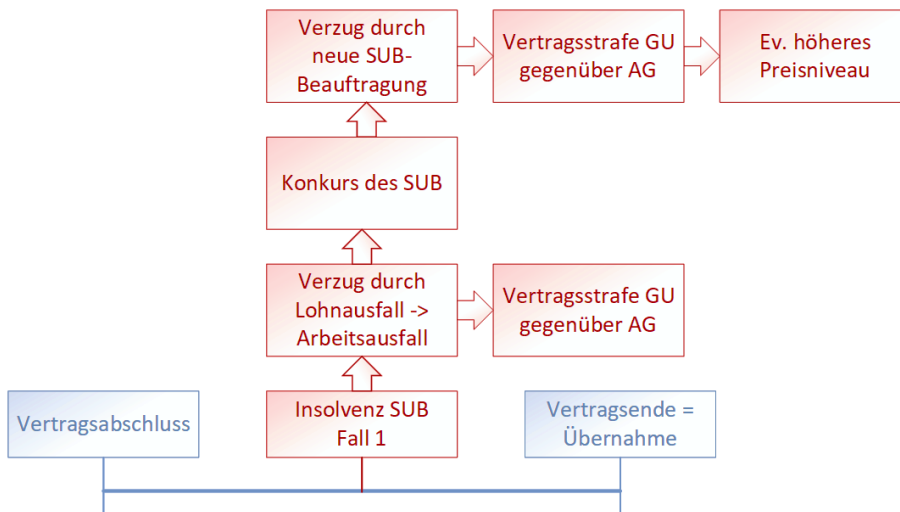 Verzug durch
neue SUB-
Beauftragung
Vertragsstrafe GU
gegenüber AG
Ev. höheres
Preisniveau
Konkurs des SUB
Verzug durch
Lohnausfall ->
Arbeitsausfall
Vertragsstrafe GU
gegenüber AG
Vertragsabschluss
Insolvenz SUB
Fall 1
Vertragsende =
Übernahme